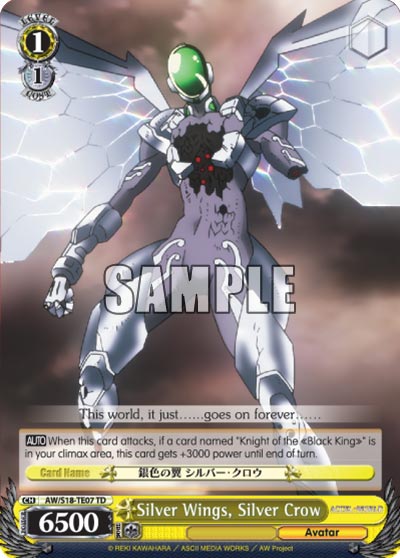 LEVEL
1
1
COST
SAMPLE
This world, it just......goes on forever......
AUTO When this card attacks, if a card named "Knight of the «Black King»" is
in your climax area, this card gets +3000 power until end of turn.
Card Name 銀色の翼 シルバー・クロウ
CH AW/S18-TE07 TD
6500 Silver Wings, Silver Crow
Avatar
© REKI KAWAHARA / ASCII MEDIA WORKS / AW Project